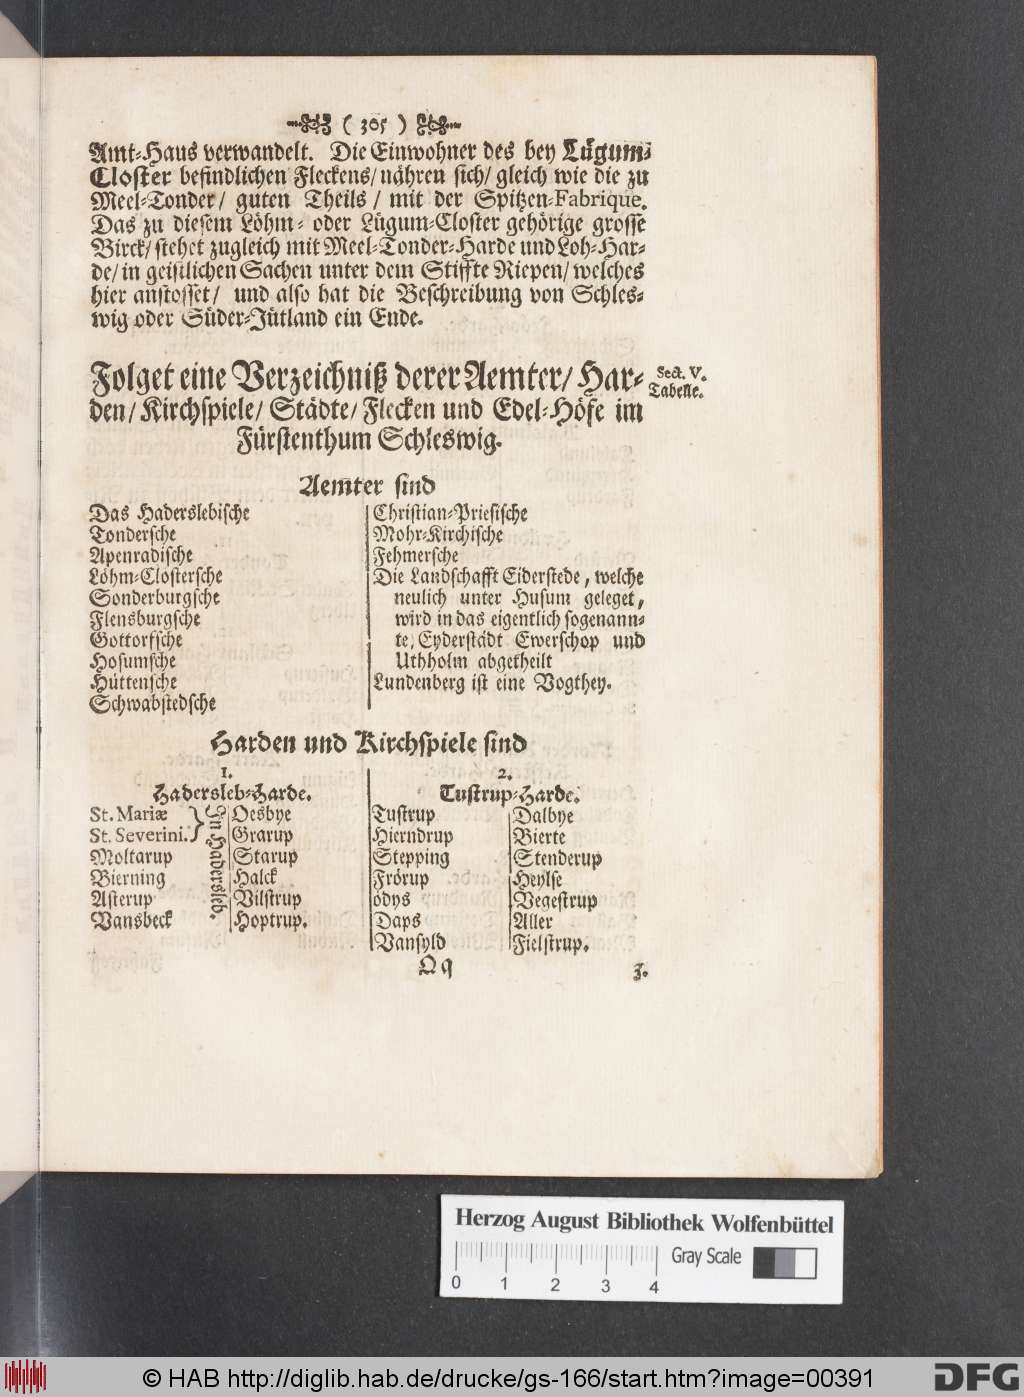 ( 305 )
Amt-Haus verwandelt. Die Einwohner des bey Lügum-
Closter befindlichen Fleckens/ nähren sich/ gleich wie die zu
Meel-Tonder/ guten Theils / mit der Spitzen-Fabrique.
Das zu diesem Löhm- oder Lügum-Closter gehörige grosse
Birck/ stehet zugleich mit Meel-Tonder-Harde und Loh-Har-
de/ in geistlichen Sachen unter dem Stiffte Riepen/ welches
hier anstosset/ und also hat die Beschreibung von Schles-
wig oder Süder-Jütland ein Ende.
Folget eine Verzeichniß derer Aemter/ Har-
den/ Kirchspiele/ Städte/ Flecken und Edel-Höfe im
Fürstenthum Schleswig.
Sect. V.
Tabelle.
Aem̃ter sind
Das Haderslebische
Tondersche
Apenradische
Löhm-Clostersche
Sonderburgsche
Flensburgsche
Gottorfsche
Hosumsche
Hüttensche
Schwabstedsche
Christian-Priesische
Mohr-Kirchische
Fehmersche
Die Landschafft Eiderstede, welche
neulich unter Husum geleget,
wird in das eigentlich sogenann-
te, Eyderstädt Ewerschop und
Uthholm abgetheilt
Lundenberg ist eine Vogthey.
Harden und Kirchspiele sind
1.
Hadersleb-Harde.
St. Mariæ
St. Severini.
In Hadersleb.
Moltarup
Bierning
Asterup
Vansbeck
Oesbye
Grarup
Starup
Halck
Vilstrup
Hoptrup.
2.
Tustrup-Harde.
Tustrup
Hierndrup
Stepping
Frörup
ödys
Daps
Vansyld
Dalbye
Bierte
Stenderup
Heylse
Vegestrup
Aller
Fielstrup.
Qq
3.
Herzog August Bibliothek Wolfenbüttel
0 1 2 3 4
Gray Scale
© HAB http://diglib.hab.de/drucke/gs-166/start.htm?image=00391
DFG